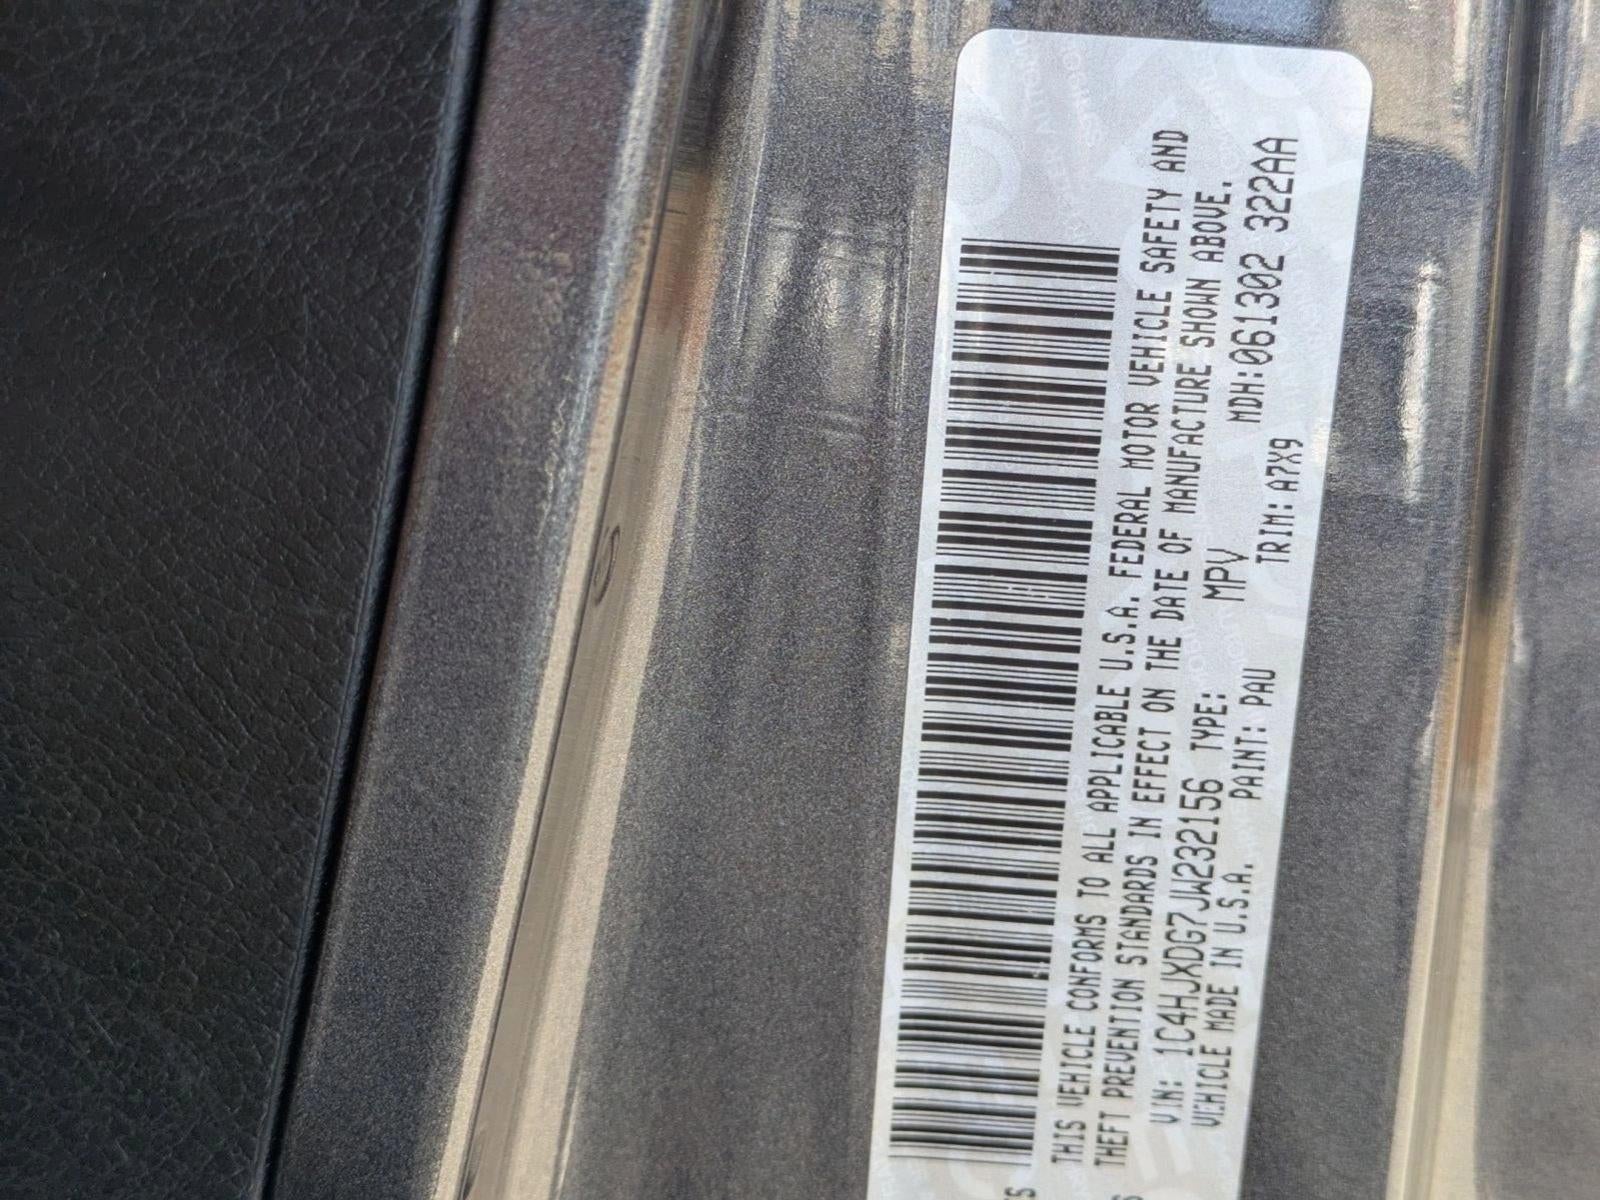 THIS VEHICLE CONFORMS TO ALL APPLICABLE U.S.A. FEDERAL MOTOR VEHICLE SAFETY AND
THEFT PREVENTION STANDARDS IN EFFECT ON THE DATE OF MANUFACTURE SHOWN ABOVE.
VIN: 1C4HJXDG7JW232156 TYPE: MPV MDH:061302 322AA
VEHICLE MADE IN U.S.A. PAINT: PAU TRIM: A7X9